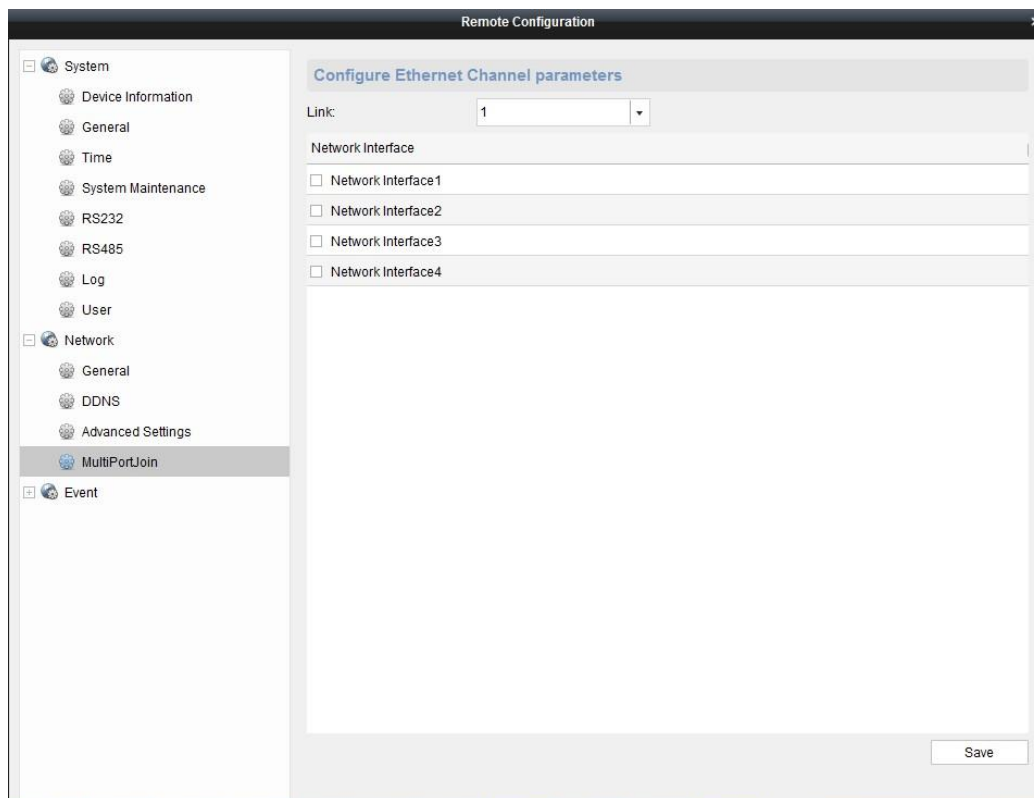 Remote Configuration
System
Device Information
General
Time
System Maintenance
RS232
RS485
Log
User
Network
General
DDNS
Advanced Settings
MultiPortJoin
Event
Configure Ethernet Channel parameters
Link: 1
Network Interface
Network Interface1
Network Interface2
Network Interface3
Network Interface4
Save